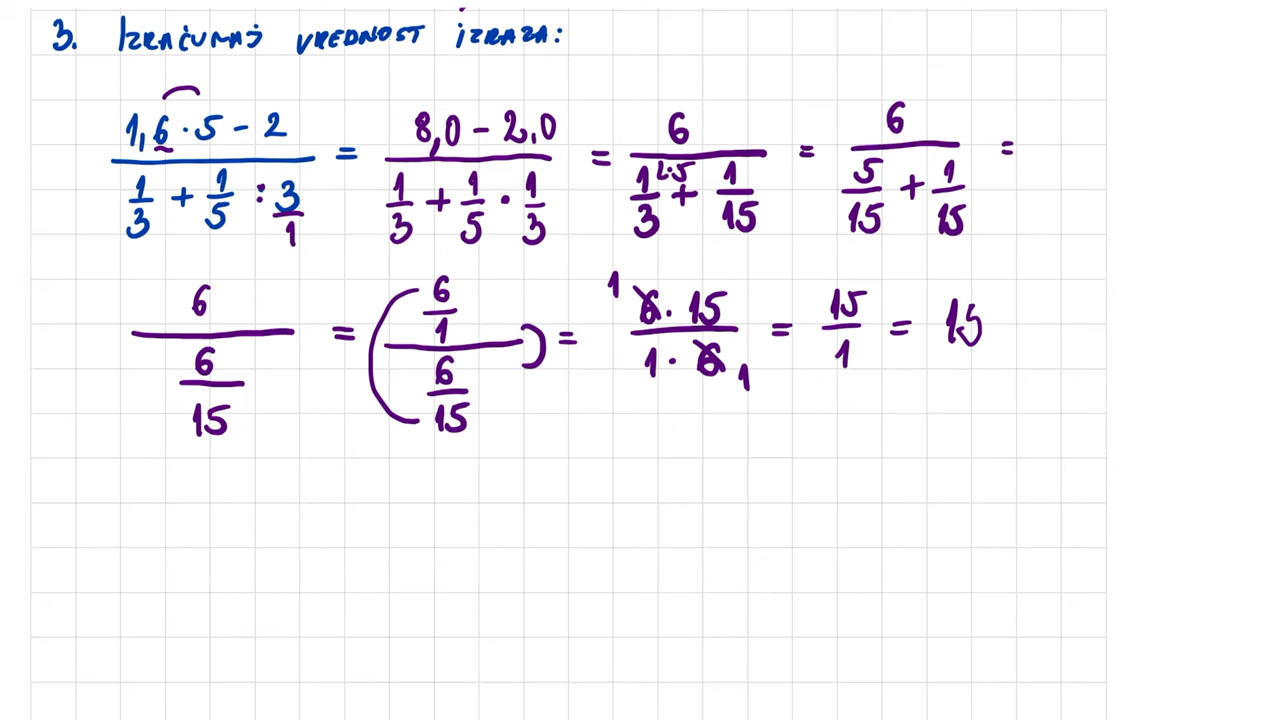 3. IZRAČUNAJ VREDNOST IZRAZA:
(1,6 · 5 − 2)/(1/3 + 1/5 : 3/1) = (8,0 − 2,0)/(1/3 + 1/5 · 1/3) = 6/(1/3 + 1/15) = 6/(5/15 + 1/15) =
6/(6/15) = ((6/1)/(6/15)) = (6 · 15)/(1 · 6) = 15/1 = 15